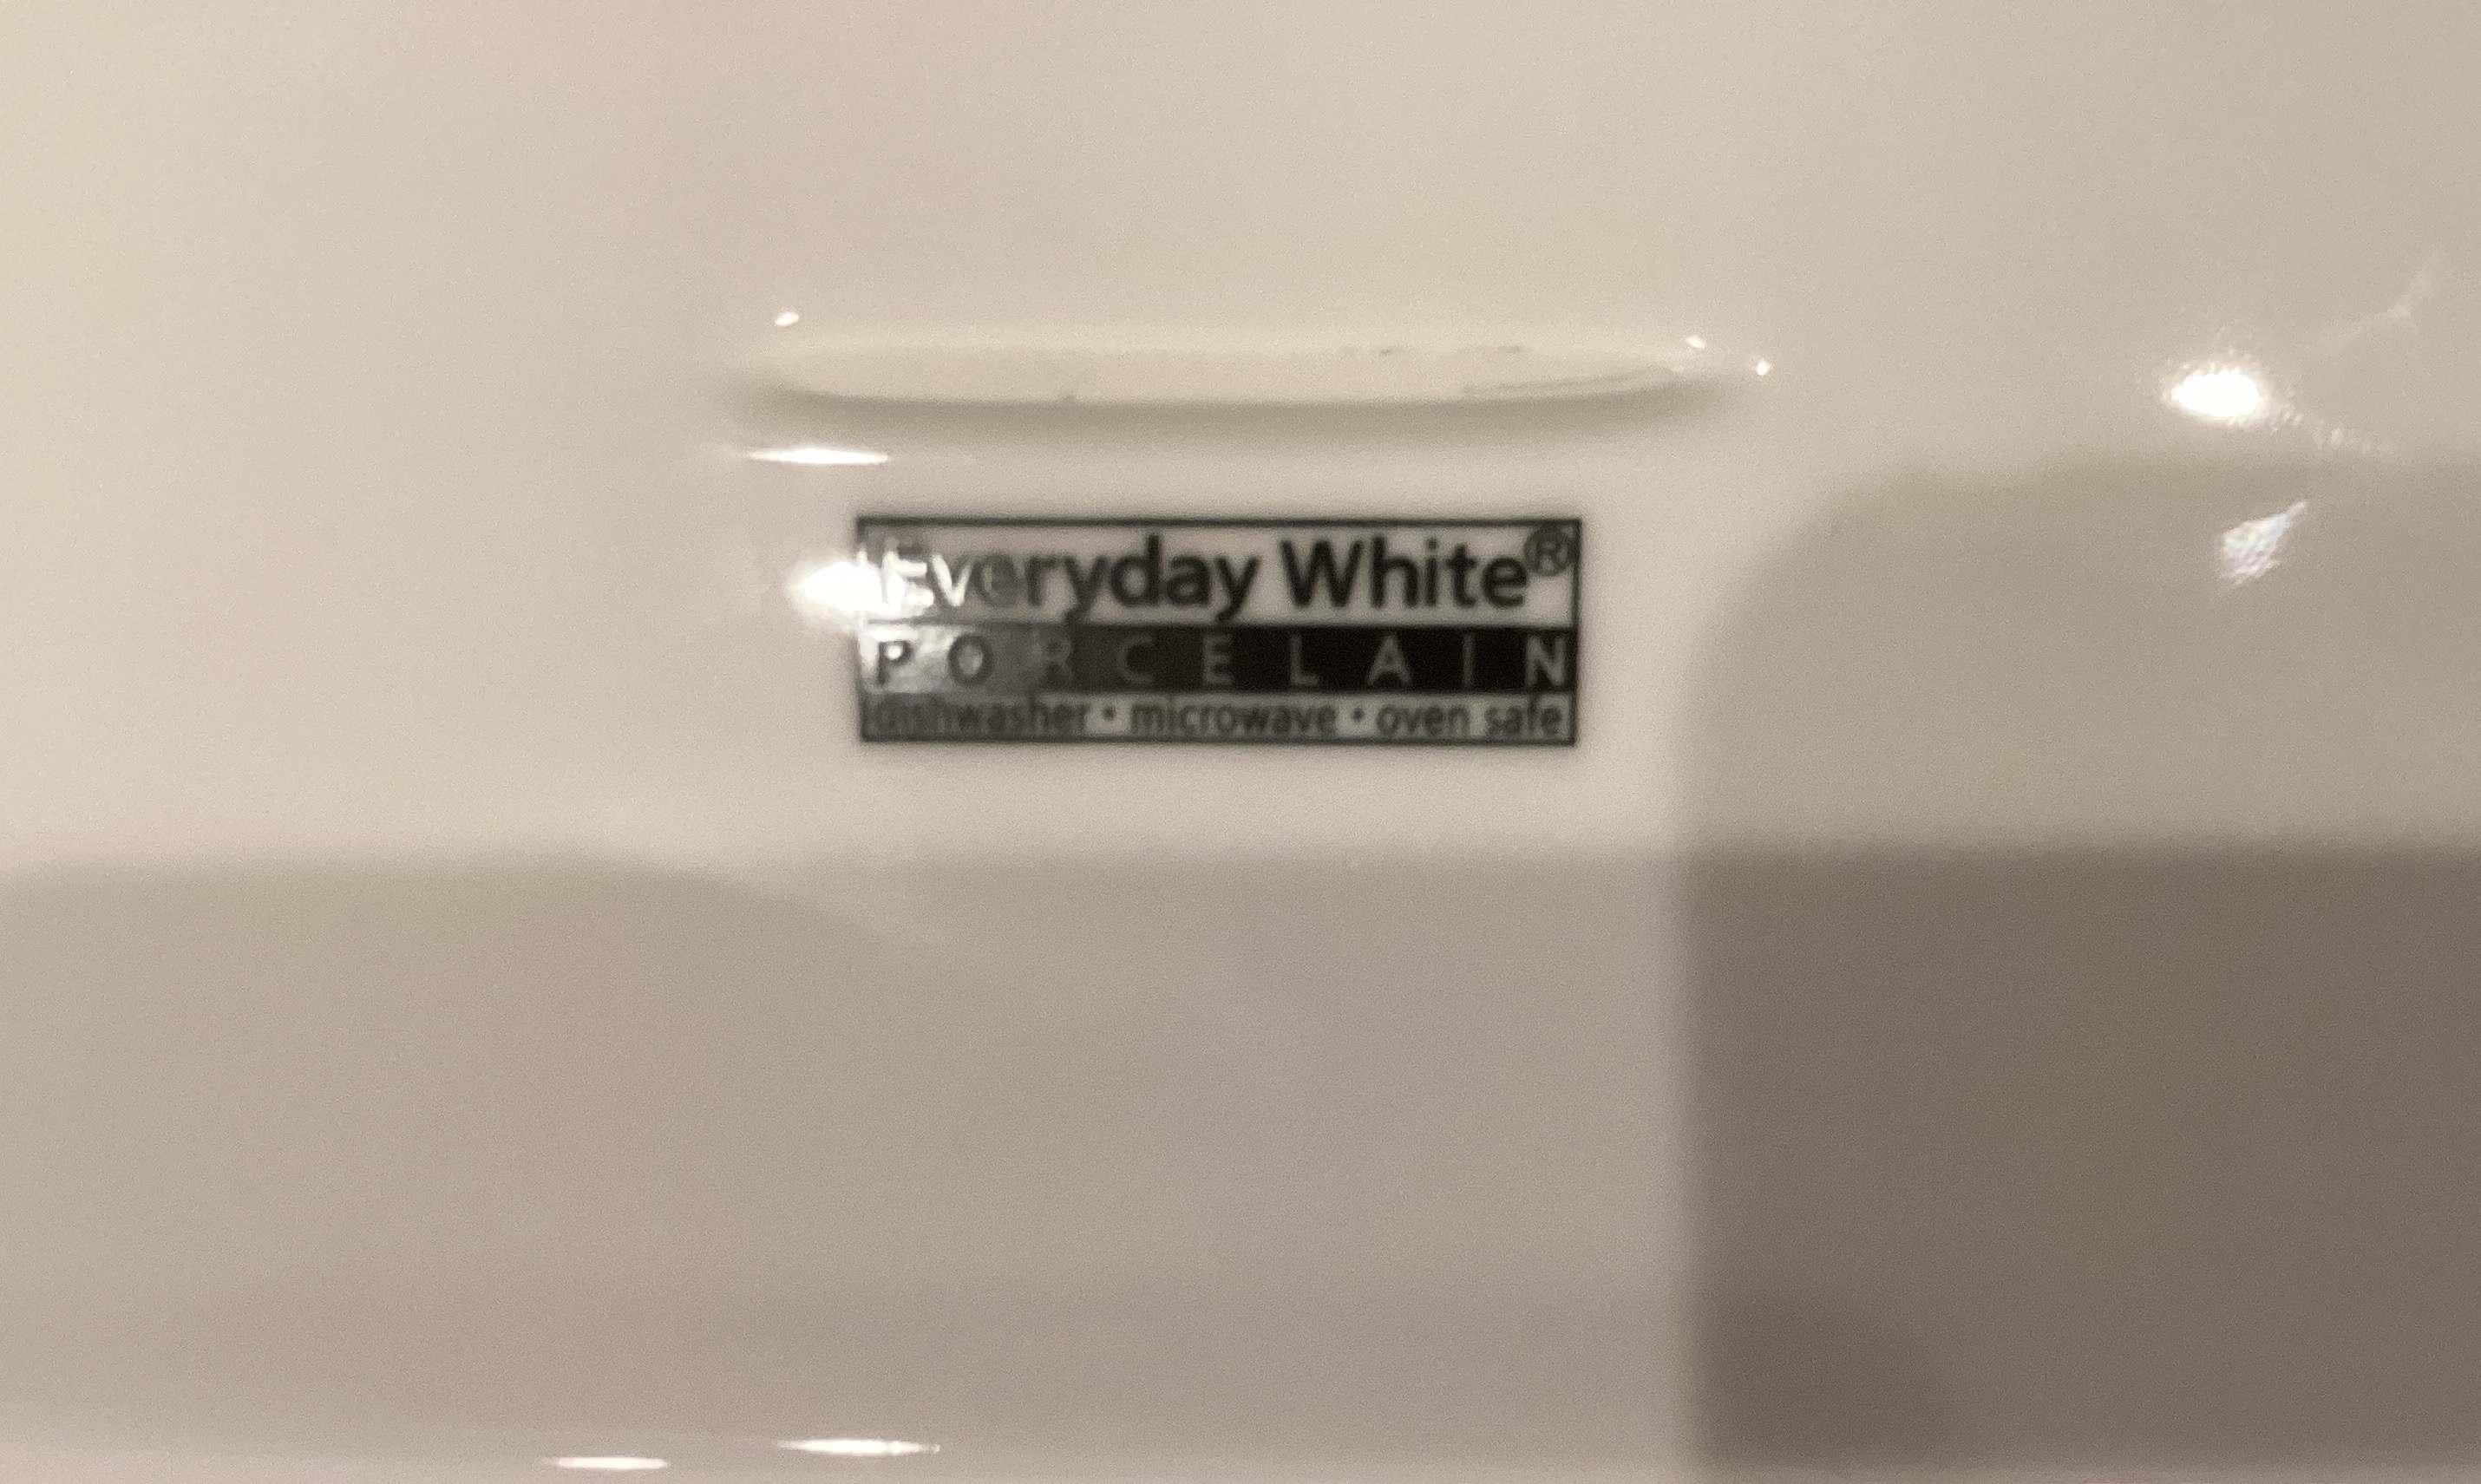 Everyday White®
PORCELAIN
dishwasher • microwave • oven safe